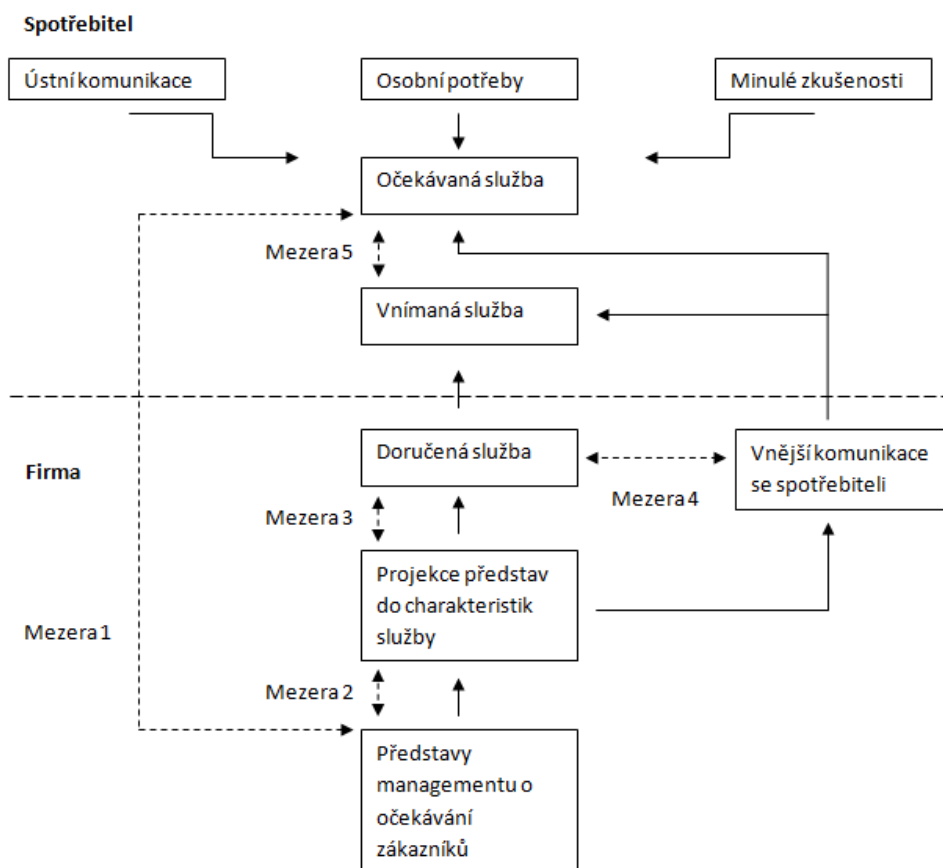 Spotřebitel
Ústní komunikace
Osobní potřeby
Minulé zkušenosti
Očekávaná služba
Mezera 5
Vnímaná služba
Doručená služba
Vnější komunikace
se spotřebiteli
Firma
Mezera 4
Mezera 3
Projekce představ
do charakteristik
služby
Mezera 1
Mezera 2
Představy
managementu o
očekávání
zákazníků